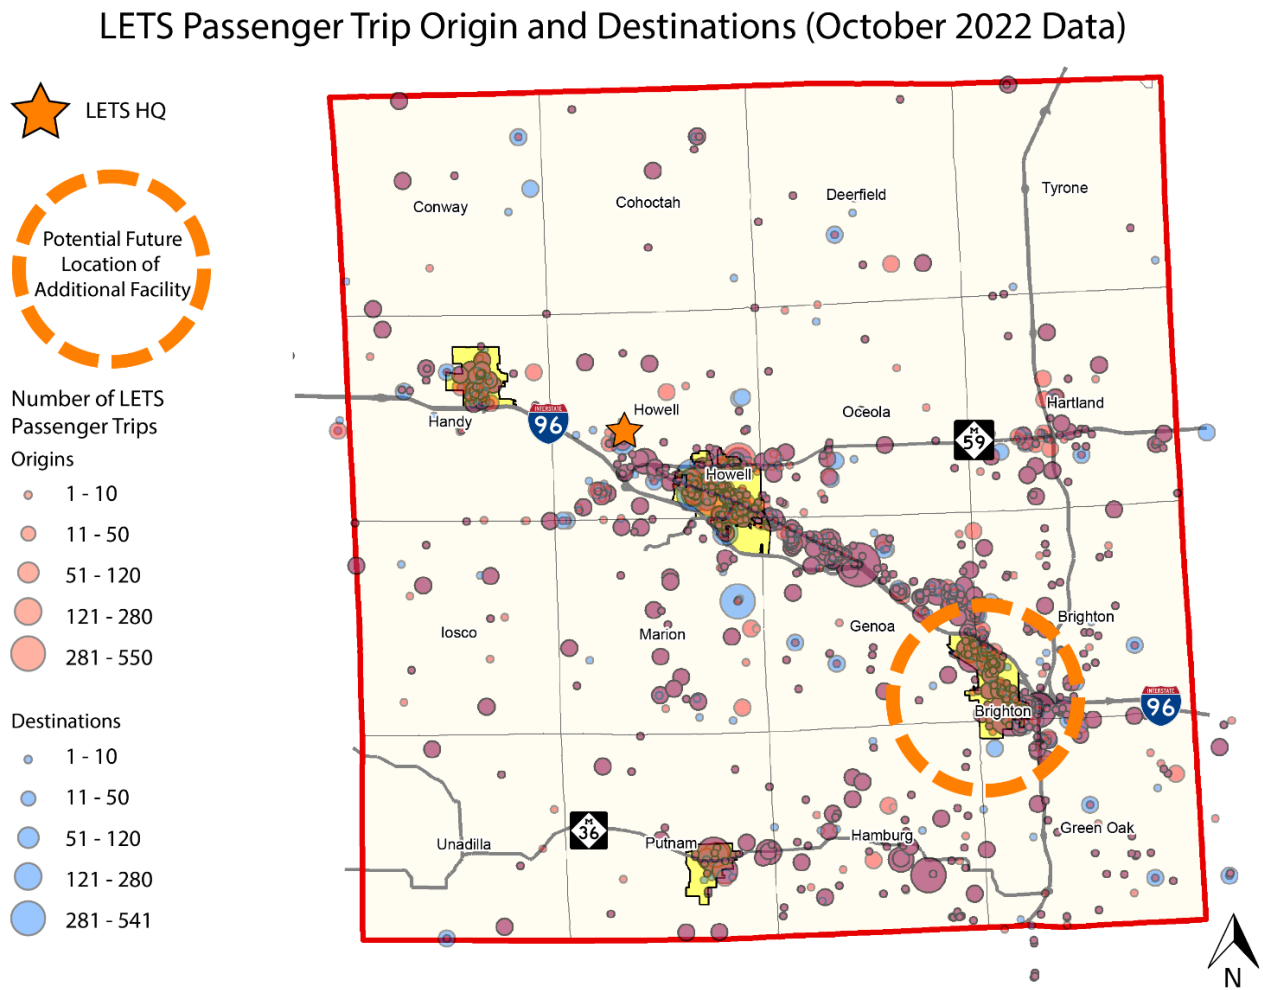 LETS Passenger Trip Origin and Destinations (October 2022 Data)
LETS HQ
Potential Future
Location of
Additional Facility
Number of LETS
Passenger Trips
Origins
1 - 10
11 - 50
51 - 120
121 - 280
281 - 550
Destinations
1 - 10
11 - 50
51 - 120
121 - 280
281 - 541
Conway
Cohoctah
Deerfield
Tyrone
Handy
INTERSTATE
96
Howell
Howell
Oceola
M
59
Hartland
Iosco
Marion
Genoa
Brighton
Brighton
INTERSTATE
96
Unadilla
M
36
Putnam
Hamburg
Green Oak
N